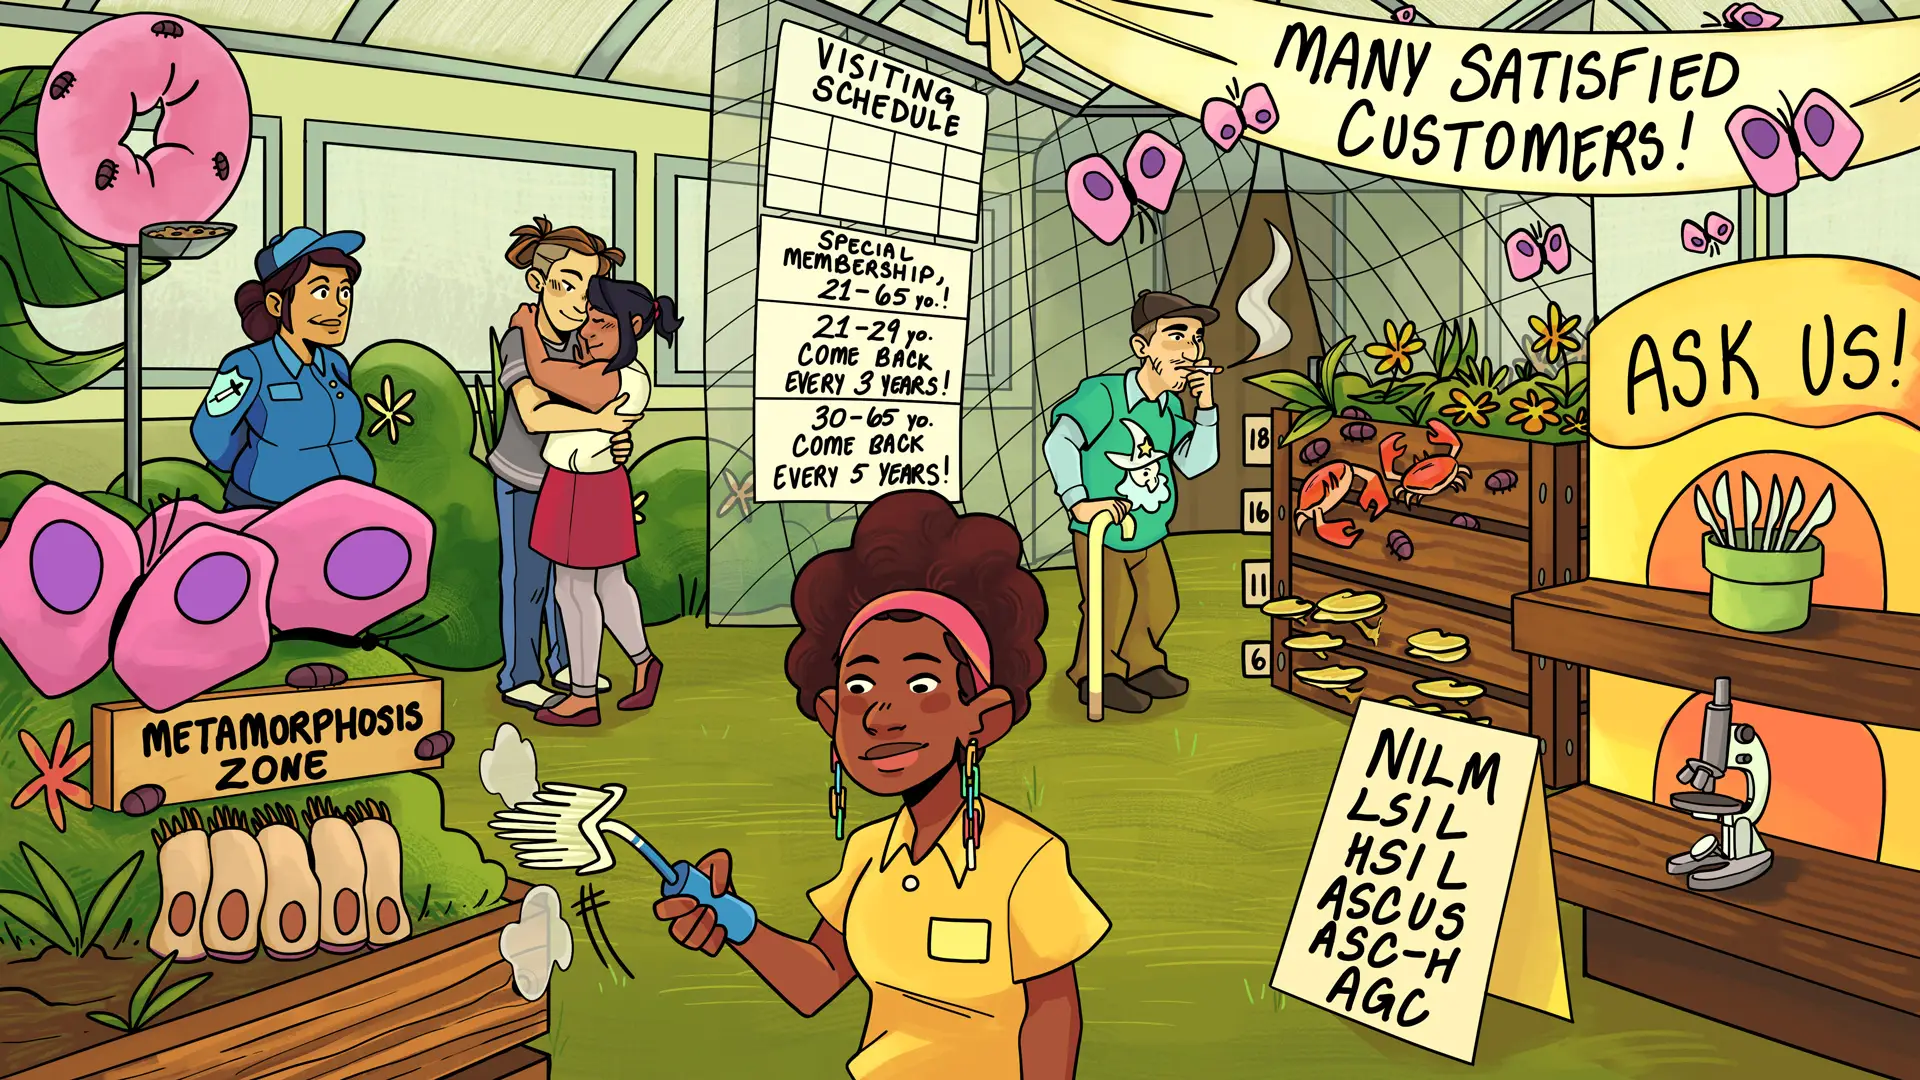 VISITING
SCHEDULE
SPECIAL
MEMBERSHIP,
21-65 yo.!
21-29 yo.
COME BACK
EVERY 3 YEARS!
30-65 yo.
COME BACK
EVERY 5 YEARS!
MANY SATISFIED
CUSTOMERS!
ASK US!
18
16
11
6
METAMORPHOSIS
ZONE
NILM
LSIL
HSIL
ASCUS
ASC-H
AGC